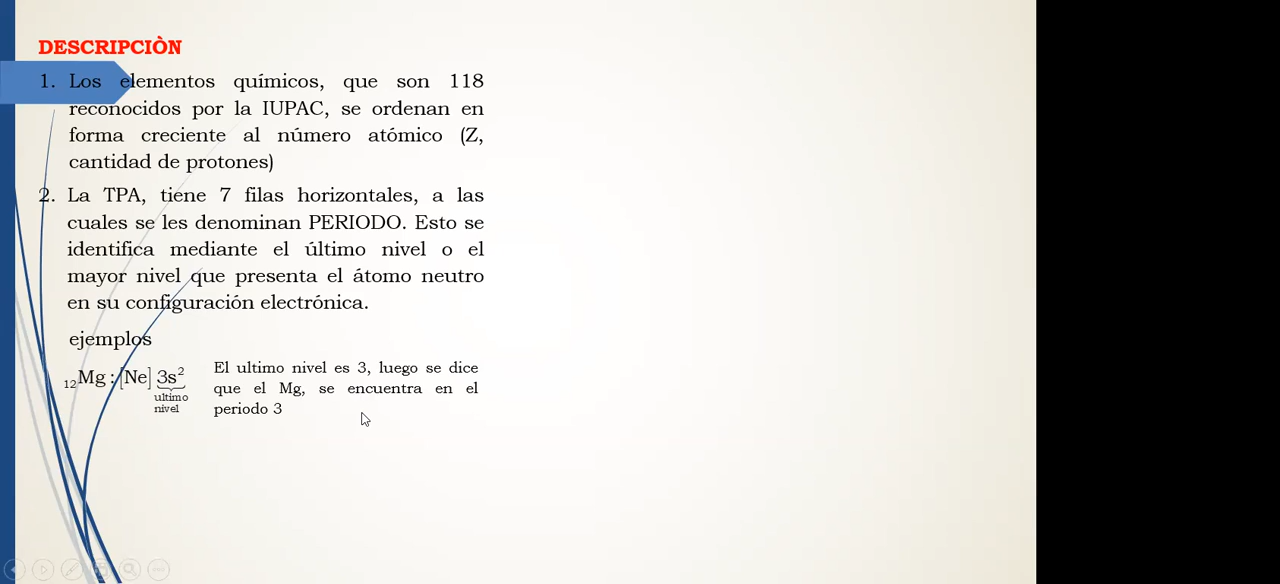 DESCRIPCIÒN
1. Los elementos químicos, que son 118
reconocidos por la IUPAC, se ordenan en
forma creciente al número atómico (Z,
cantidad de protones)
2. La TPA, tiene 7 filas horizontales, a las
cuales se les denominan PERIODO. Esto se
identifica mediante el último nivel o el
mayor nivel que presenta el átomo neutro
en su configuración electrónica.
ejemplos
₁₂Mg : [Ne] 3s²
ultimo
nivel
El ultimo nivel es 3, luego se dice
que el Mg, se encuentra en el
periodo 3